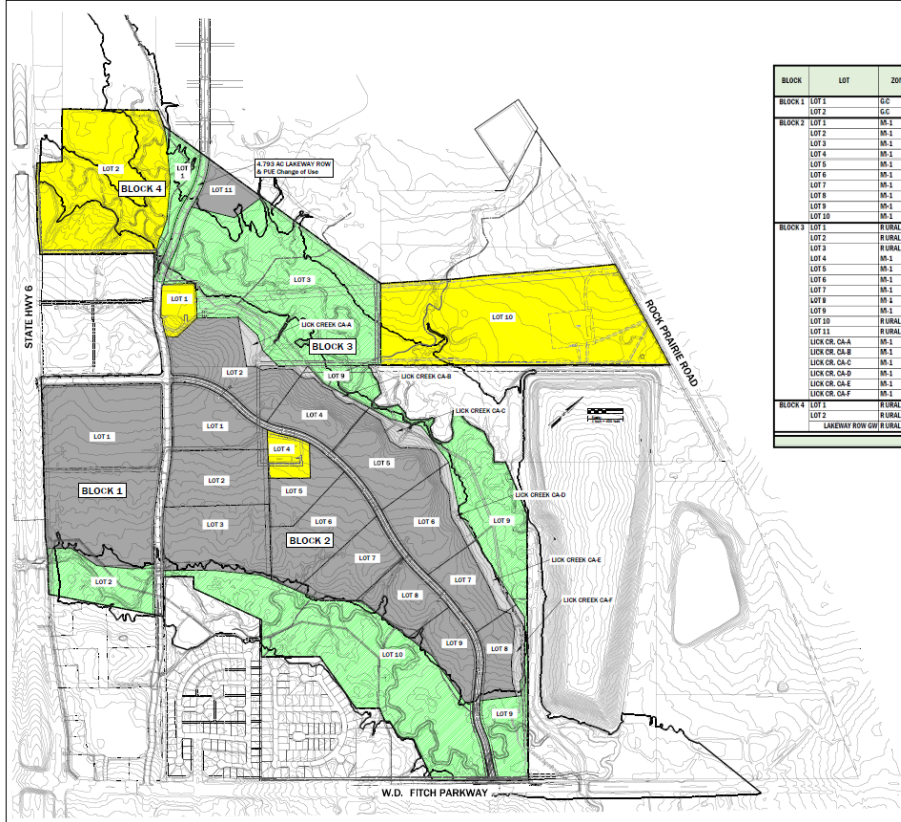 4.793 AC LAKEWAY ROW
& PUE Change of Use
LOT 1
LOT 2
BLOCK 4
LOT 11
LOT 3
LOT 1
LOT 10
STATE HWY 6
ROCK PRAIRIE ROAD
LICK CREEK CA-A
BLOCK 3
LOT 2
LOT 9
LICK CREEK CA-B
LOT 4
LICK CREEK CA-C
LOT 1
LOT 1
LOT 4
LOT 5
LOT 2
LOT 5
BLOCK 1
LICK CREEK CA-D
LOT 3
LOT 6
LOT 6
LOT 9
BLOCK 2
LOT 7
LICK CREEK CA-E
LOT 2
LOT 7
LOT 8
LICK CREEK CA-F
LOT 9
LOT 8
LOT 10
LOT 9
W.D. FITCH PARKWAY
BLOCK LOT ZON
BLOCK 1 LOT 1 GC
LOT 2 GC
BLOCK 2 LOT 1 M-1
LOT 2 M-1
LOT 3 M-1
LOT 4 M-1
LOT 5 M-1
LOT 6 M-1
LOT 7 M-1
LOT 8 M-1
LOT 9 M-1
LOT 10 M-1
BLOCK 3 LOT 1 RURAL
LOT 2 RURAL
LOT 3 RURAL
LOT 4 M-1
LOT 5 M-1
LOT 6 M-1
LOT 7 M-1
LOT 8 M-1
LOT 9 M-1
LOT 10 RURAL
LOT 11 RURAL
LICK CR. CA-A M-1
LICK CR. CA-B M-1
LICK CR. CA-C M-1
LICK CR. CA-D M-1
LICK CR. CA-E M-1
LICK CR. CA-F M-1
BLOCK 4 LOT 1 RURAL
LOT 2 RURAL
LAKEWAY ROW GW RURAL